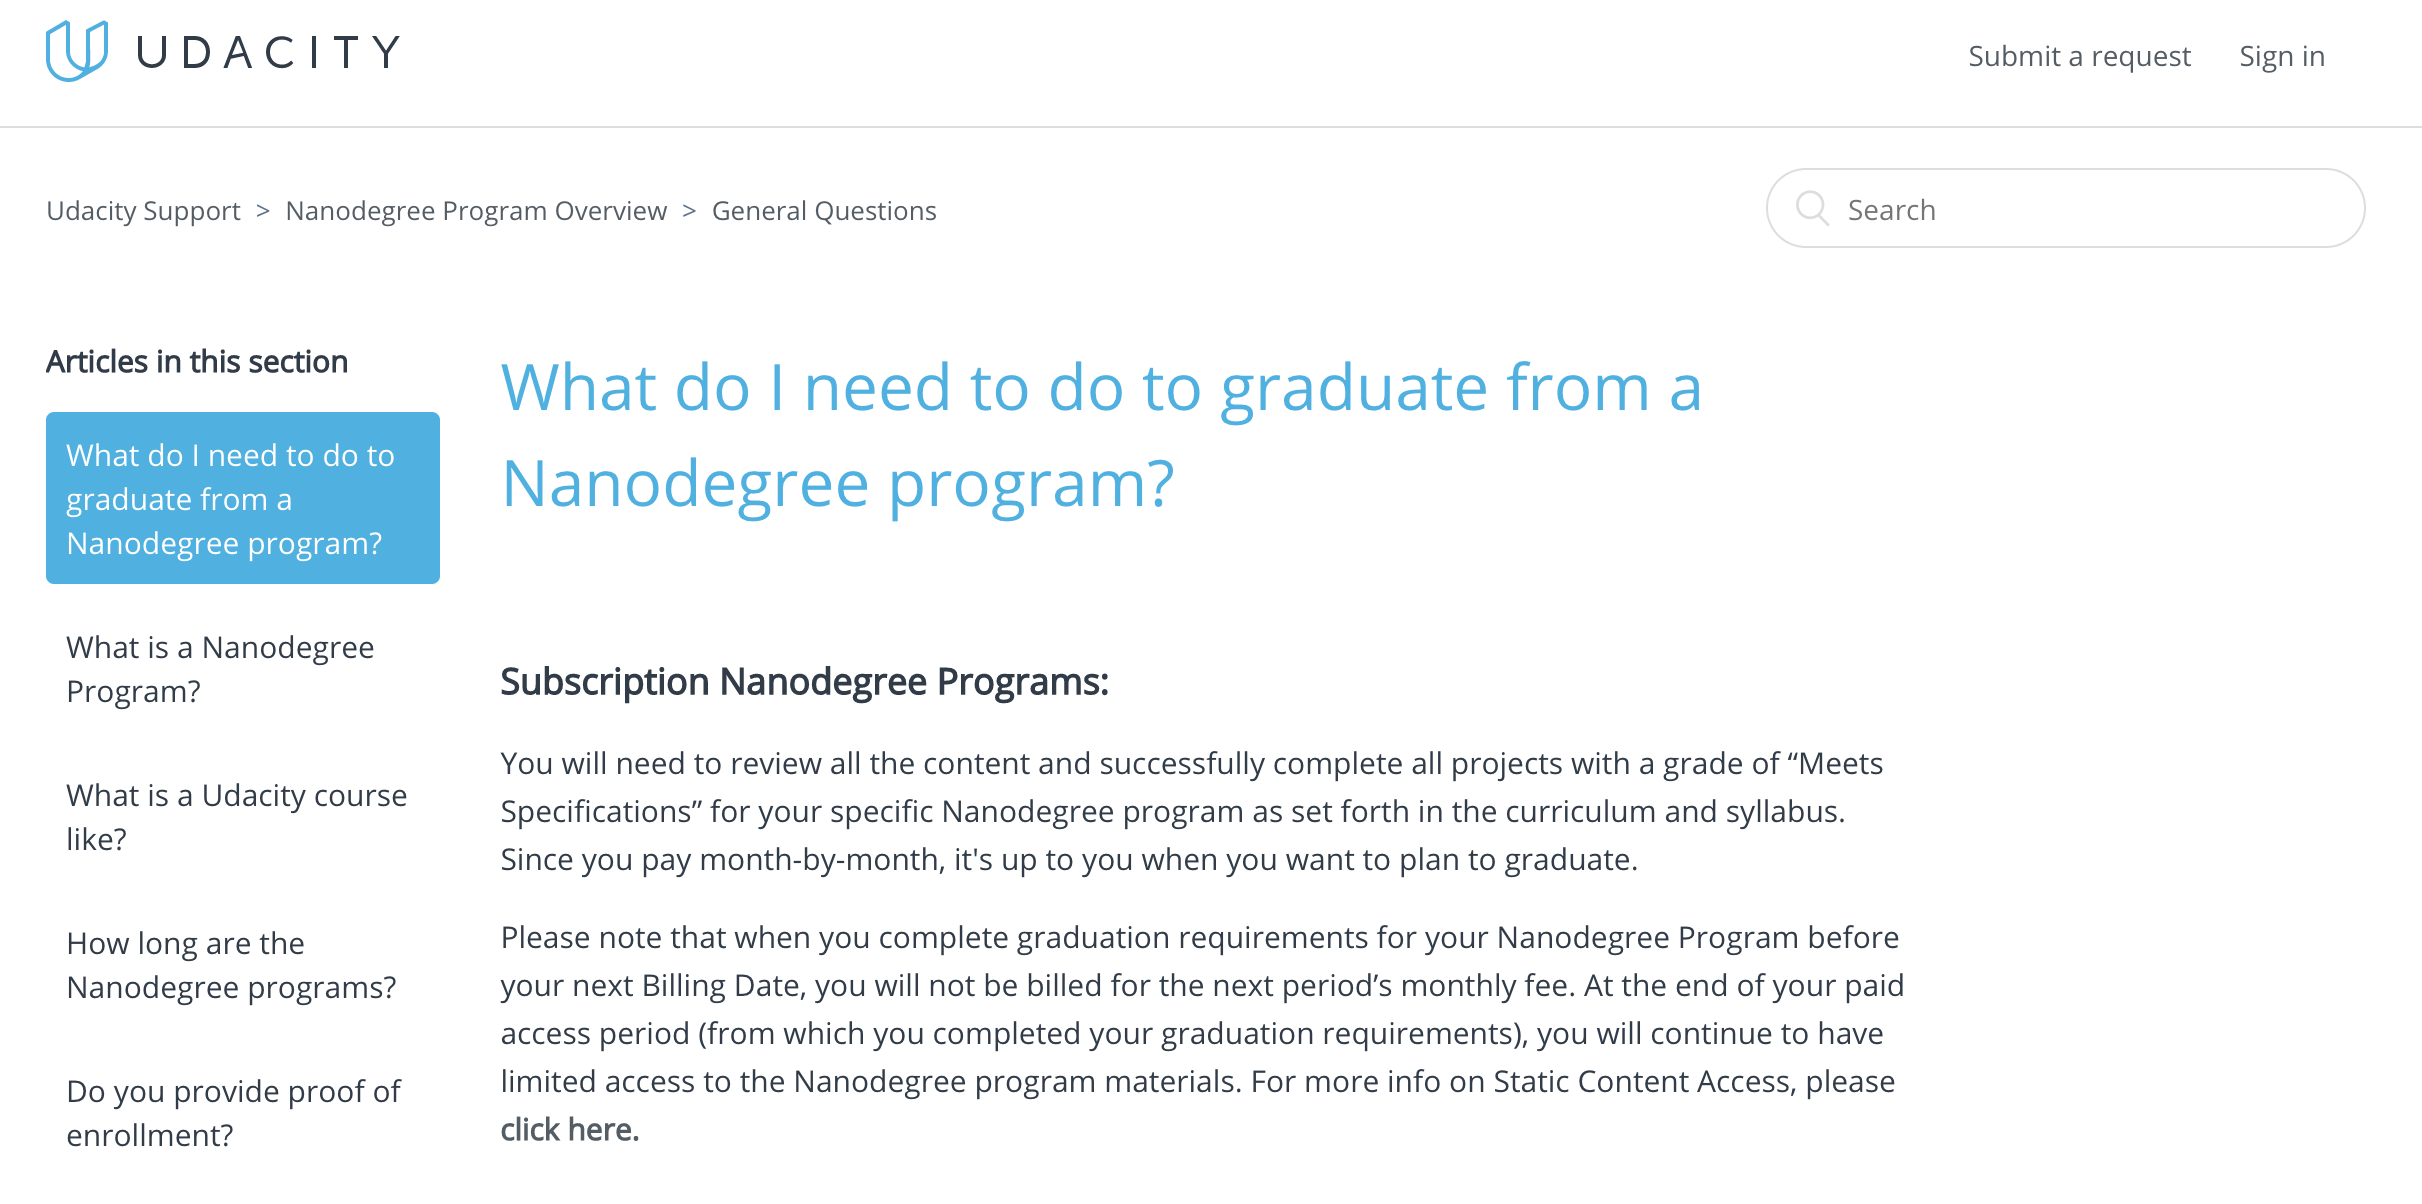 UDACITY
Submit a request
Sign in
Udacity Support > Nanodegree Program Overview > General Questions
Search
Articles in this section
What do I need to do to
graduate from a
Nanodegree program?
What is a Nanodegree
Program?
What is a Udacity course
like?
How long are the
Nanodegree programs?
Do you provide proof of
enrollment?
What do I need to do to graduate from a
Nanodegree program?
Subscription Nanodegree Programs:
You will need to review all the content and successfully complete all projects with a grade of “Meets
Specifications” for your specific Nanodegree program as set forth in the curriculum and syllabus.
Since you pay month-by-month, it's up to you when you want to plan to graduate.
Please note that when you complete graduation requirements for your Nanodegree Program before
your next Billing Date, you will not be billed for the next period’s monthly fee. At the end of your paid
access period (from which you completed your graduation requirements), you will continue to have
limited access to the Nanodegree program materials. For more info on Static Content Access, please
click here.